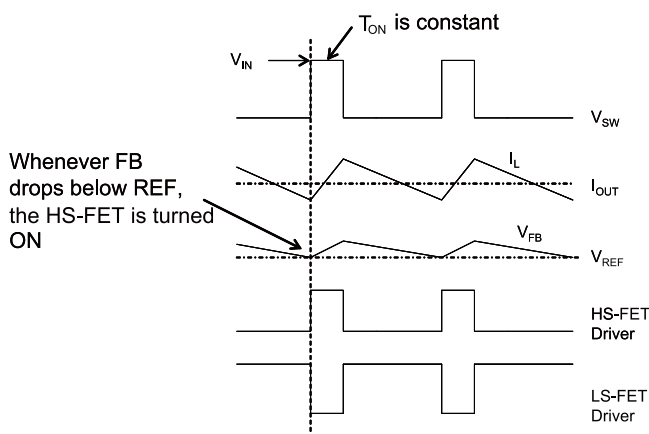 T_ON is constant
V_IN
V_SW
Whenever FB
drops below REF,
the HS-FET is turned
ON
I_L
I_OUT
V_FB
V_REF
HS-FET
Driver
LS-FET
Driver